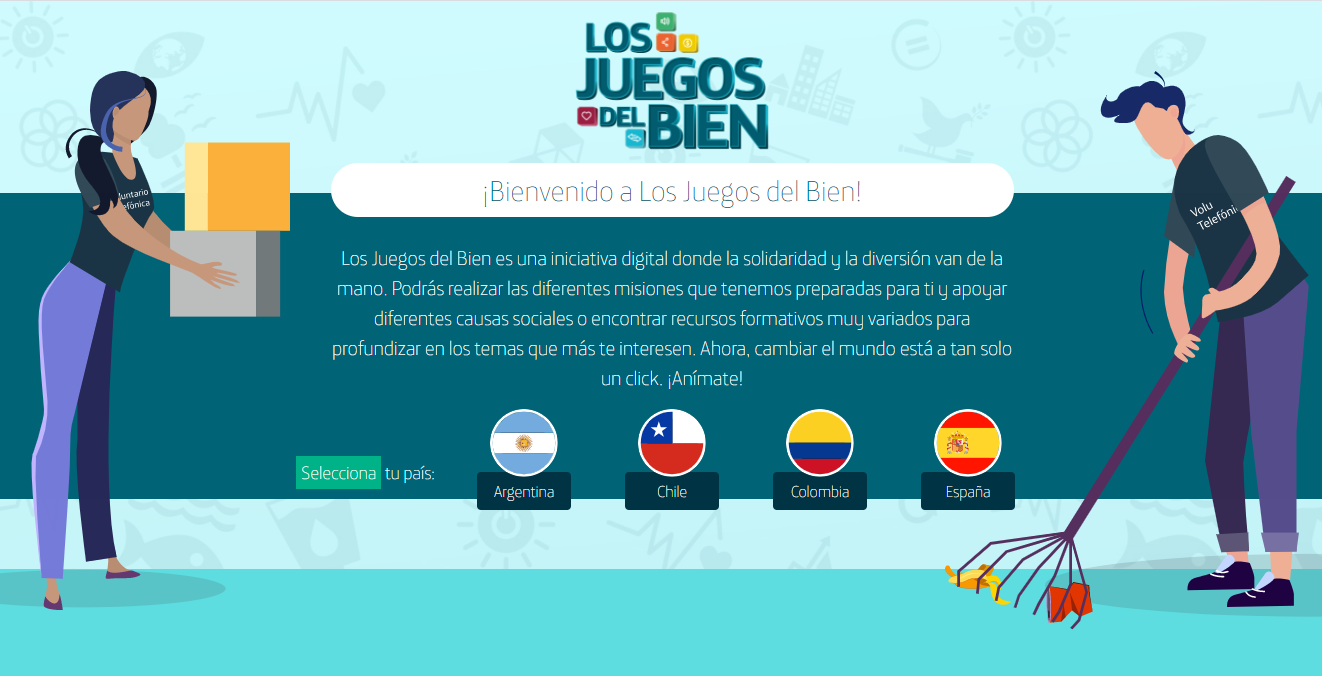 LOS
JUEGOS
DEL BIEN
¡Bienvenido a Los Juegos del Bien!
Los Juegos del Bien es una iniciativa digital donde la solidaridad y la diversión van de la
mano. Podrás realizar las diferentes misiones que tenemos preparadas para ti y apoyar
diferentes causas sociales o encontrar recursos formativos muy variados para
profundizar en los temas que más te interesen. Ahora, cambiar el mundo está a tan solo
un click. ¡Anímate!
Selecciona tu país:
Argentina
Chile
Colombia
España
untario
efónica
Volu
Telefóni